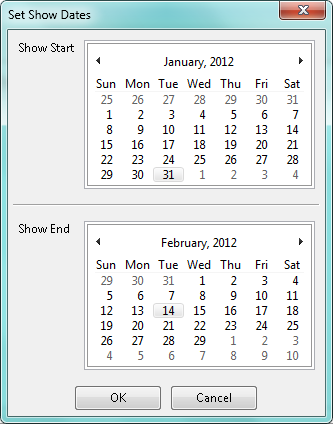 Set Show Dates
Show Start
January, 2012
Sun Mon Tue Wed Thu Fri Sat
25 26 27 28 29 30 31
1 2 3 4 5 6 7
8 9 10 11 12 13 14
15 16 17 18 19 20 21
22 23 24 25 26 27 28
29 30 31 1 2 3 4
Show End
February, 2012
Sun Mon Tue Wed Thu Fri Sat
29 30 31 1 2 3 4
5 6 7 8 9 10 11
12 13 14 15 16 17 18
19 20 21 22 23 24 25
26 27 28 29 1 2 3
4 5 6 7 8 9 10
OK Cancel